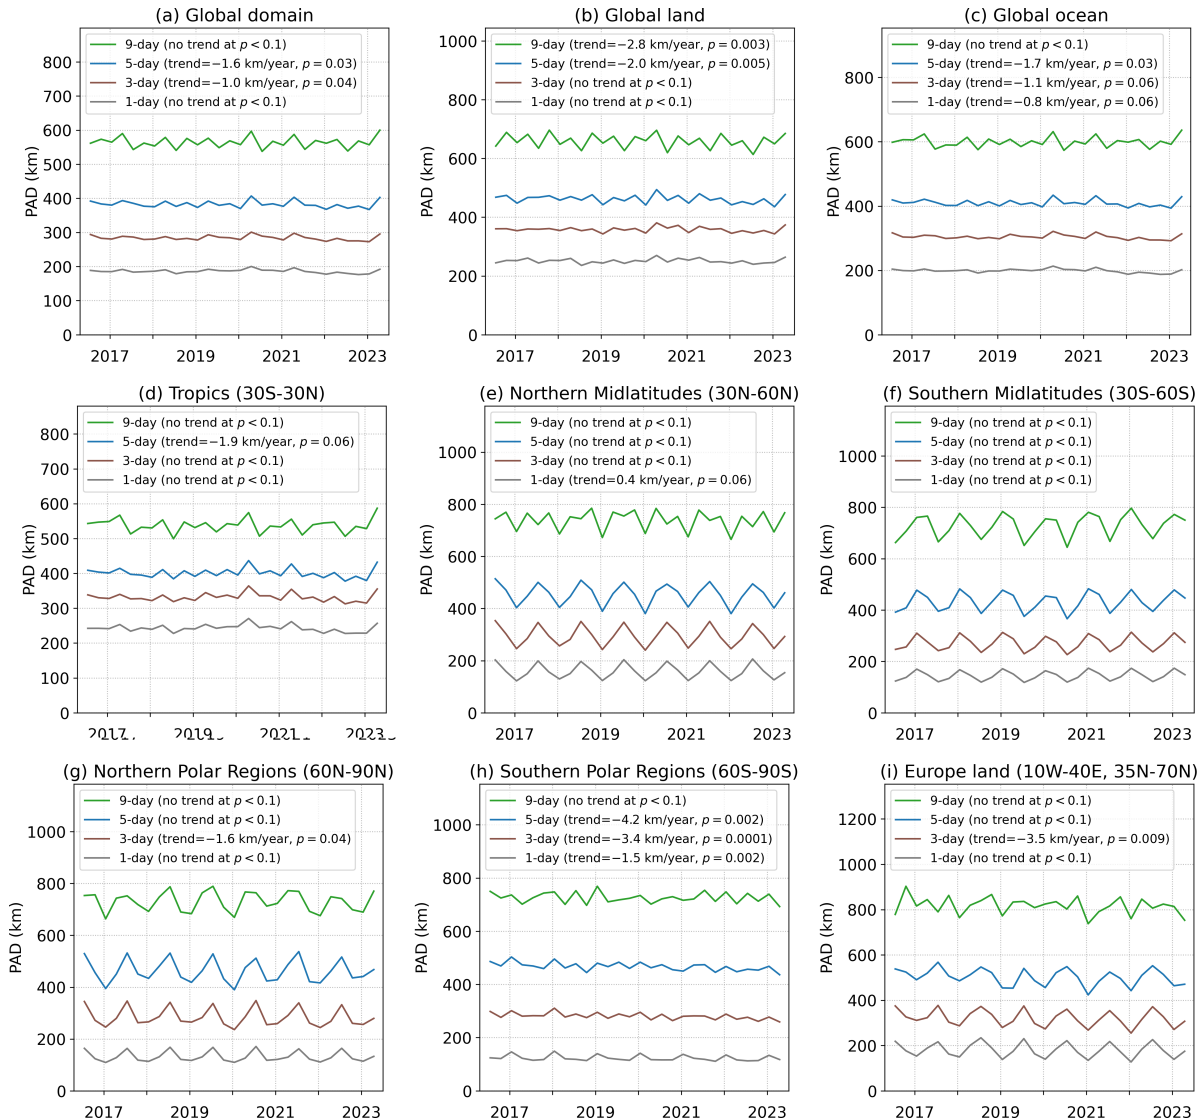 (a) Global domain
9-day (no trend at p < 0.1)
5-day (trend=−1.6 km/year, p = 0.03)
3-day (trend=−1.0 km/year, p = 0.04)
1-day (no trend at p < 0.1)
PAD (km)
800
700
600
500
400
300
200
100
0
2017 2019 2021 2023
(b) Global land
9-day (trend=−2.8 km/year, p = 0.003)
5-day (trend=−2.0 km/year, p = 0.005)
3-day (no trend at p < 0.1)
1-day (no trend at p < 0.1)
PAD (km)
1000
800
600
400
200
0
2017 2019 2021 2023
(c) Global ocean
9-day (no trend at p < 0.1)
5-day (trend=−1.7 km/year, p = 0.03)
3-day (trend=−1.1 km/year, p = 0.06)
1-day (trend=−0.8 km/year, p = 0.06)
PAD (km)
800
600
400
200
0
2017 2019 2021 2023
(d) Tropics (30S-30N)
9-day (no trend at p < 0.1)
5-day (trend=−1.9 km/year, p = 0.06)
3-day (no trend at p < 0.1)
1-day (no trend at p < 0.1)
PAD (km)
800
700
600
500
400
300
200
100
0
(e) Northern Midlatitudes (30N-60N)
9-day (no trend at p < 0.1)
5-day (no trend at p < 0.1)
3-day (no trend at p < 0.1)
1-day (trend=0.4 km/year, p = 0.06)
PAD (km)
1000
800
600
400
200
0
2017 2019 2021 2023
(f) Southern Midlatitudes (30S-60S)
9-day (no trend at p < 0.1)
5-day (no trend at p < 0.1)
3-day (no trend at p < 0.1)
1-day (no trend at p < 0.1)
PAD (km)
1000
800
600
400
200
0
2017 2019 2021 2023
(g) Northern Polar Regions (60N-90N)
9-day (no trend at p < 0.1)
5-day (no trend at p < 0.1)
3-day (trend=−1.6 km/year, p = 0.04)
1-day (no trend at p < 0.1)
PAD (km)
1000
800
600
400
200
0
2017 2019 2021 2023
(h) Southern Polar Regions (60S-90S)
9-day (no trend at p < 0.1)
5-day (trend=−4.2 km/year, p = 0.002)
3-day (trend=−3.4 km/year, p = 0.0001)
1-day (trend=−1.5 km/year, p = 0.002)
PAD (km)
1000
800
600
400
200
0
2017 2019 2021 2023
(i) Europe land (10W-40E, 35N-70N)
9-day (no trend at p < 0.1)
5-day (no trend at p < 0.1)
3-day (trend=−3.5 km/year, p = 0.009)
1-day (no trend at p < 0.1)
PAD (km)
1200
1000
800
600
400
200
0
2017 2019 2021 2023